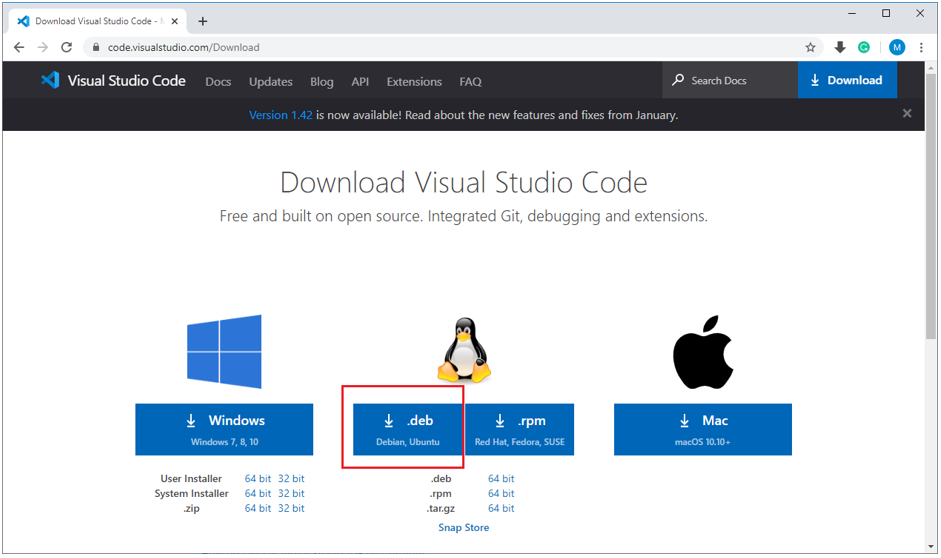 Download Visual Studio Code - M
code.visualstudio.com/Download
M
Visual Studio Code Docs Updates Blog API Extensions FAQ Search Docs Download
Version 1.42 is now available! Read about the new features and fixes from January.
Download Visual Studio Code
Free and built on open source. Integrated Git, debugging and extensions.
Windows
Windows 7, 8, 10
.deb
Debian, Ubuntu
.rpm
Red Hat, Fedora, SUSE
Mac
macOS 10.10+
User Installer 64 bit 32 bit
System Installer 64 bit 32 bit
.zip 64 bit 32 bit
.deb 64 bit
.rpm 64 bit
.tar.gz 64 bit
Snap Store